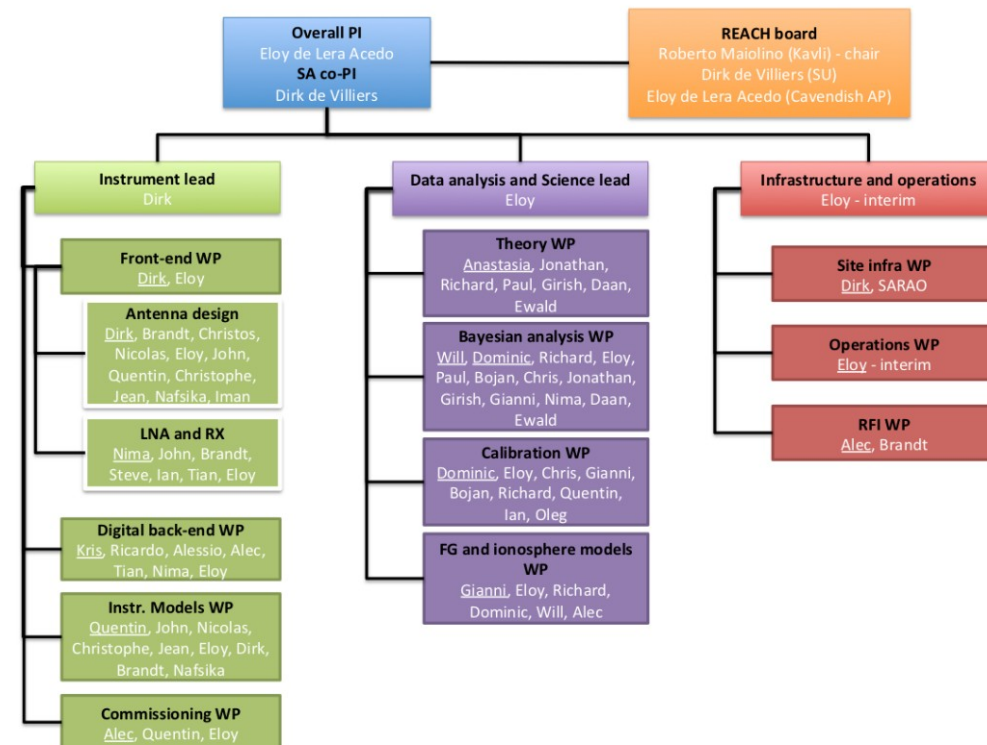 Overall PI
Eloy de Lera Acedo
SA co-PI
Dirk de Villiers
REACH board
Roberto Maiolino (Kavli) - chair
Dirk de Villiers (SU)
Eloy de Lera Acedo (Cavendish AP)
Instrument lead
Dirk
Front-end WP
Dirk, Eloy
Antenna design
Dirk, Brandt, Christos,
Nicolas, Eloy, John,
Quentin, Christophe,
Jean, Nafsika, Iman
LNA and RX
Nima, John, Brandt,
Steve, Ian, Tian, Eloy
Digital back-end WP
Kris, Ricardo, Alessio, Alec,
Tian, Nima, Eloy
Instr. Models WP
Quentin, John, Nicolas,
Christophe, Jean, Eloy, Dirk,
Brandt, Nafsika
Commissioning WP
Alec, Quentin, Eloy
Data analysis and Science lead
Eloy
Theory WP
Anastasia, Jonathan,
Richard, Paul, Girish, Daan,
Ewald
Bayesian analysis WP
Will, Dominic, Richard, Eloy,
Paul, Bojan, Chris, Jonathan,
Girish, Gianni, Nima, Daan,
Ewald
Calibration WP
Dominic, Eloy, Chris, Gianni,
Bojan, Richard, Quentin,
Ian, Oleg
FG and ionosphere models
WP
Gianni, Eloy, Richard,
Dominic, Will, Alec
Infrastructure and operations
Eloy - interim
Site infra WP
Dirk, SARAO
Operations WP
Eloy - interim
RFI WP
Alec, Brandt